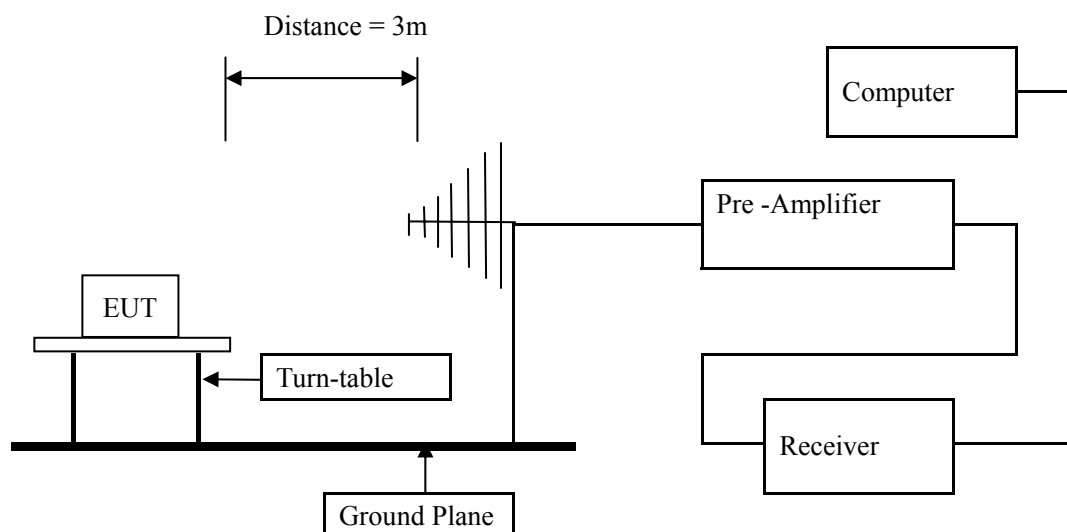 Distance = 3m
Computer
Pre -Amplifier
EUT
Turn-table
Receiver
Ground Plane